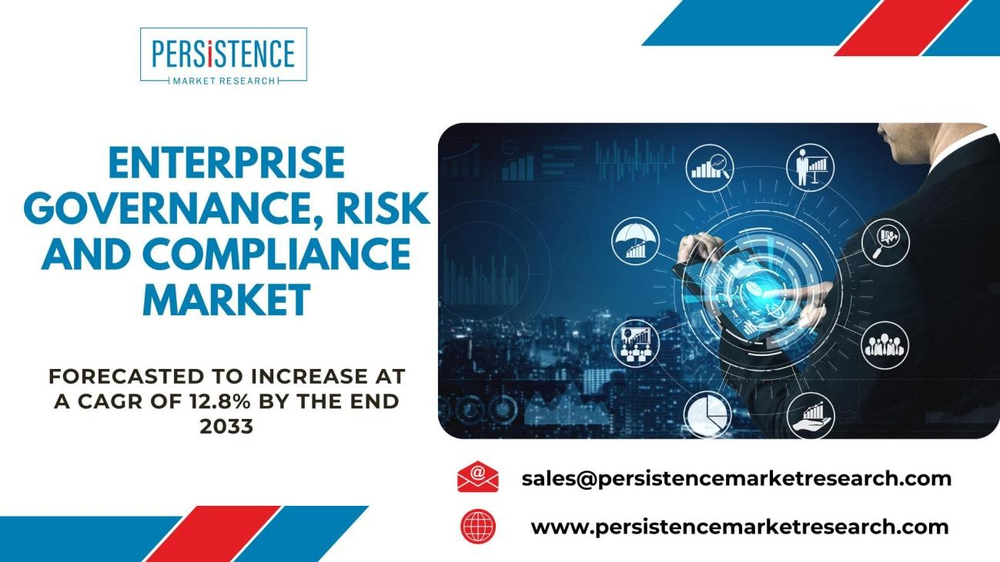 PERSiSTENCE
MARKET RESEARCH
ENTERPRISE
GOVERNANCE, RISK
AND COMPLIANCE
MARKET
FORECASTED TO INCREASE AT
A CAGR OF 12.8% BY THE END
2033
sales@persistencemarketresearch.com
www.persistencemarketresearch.com